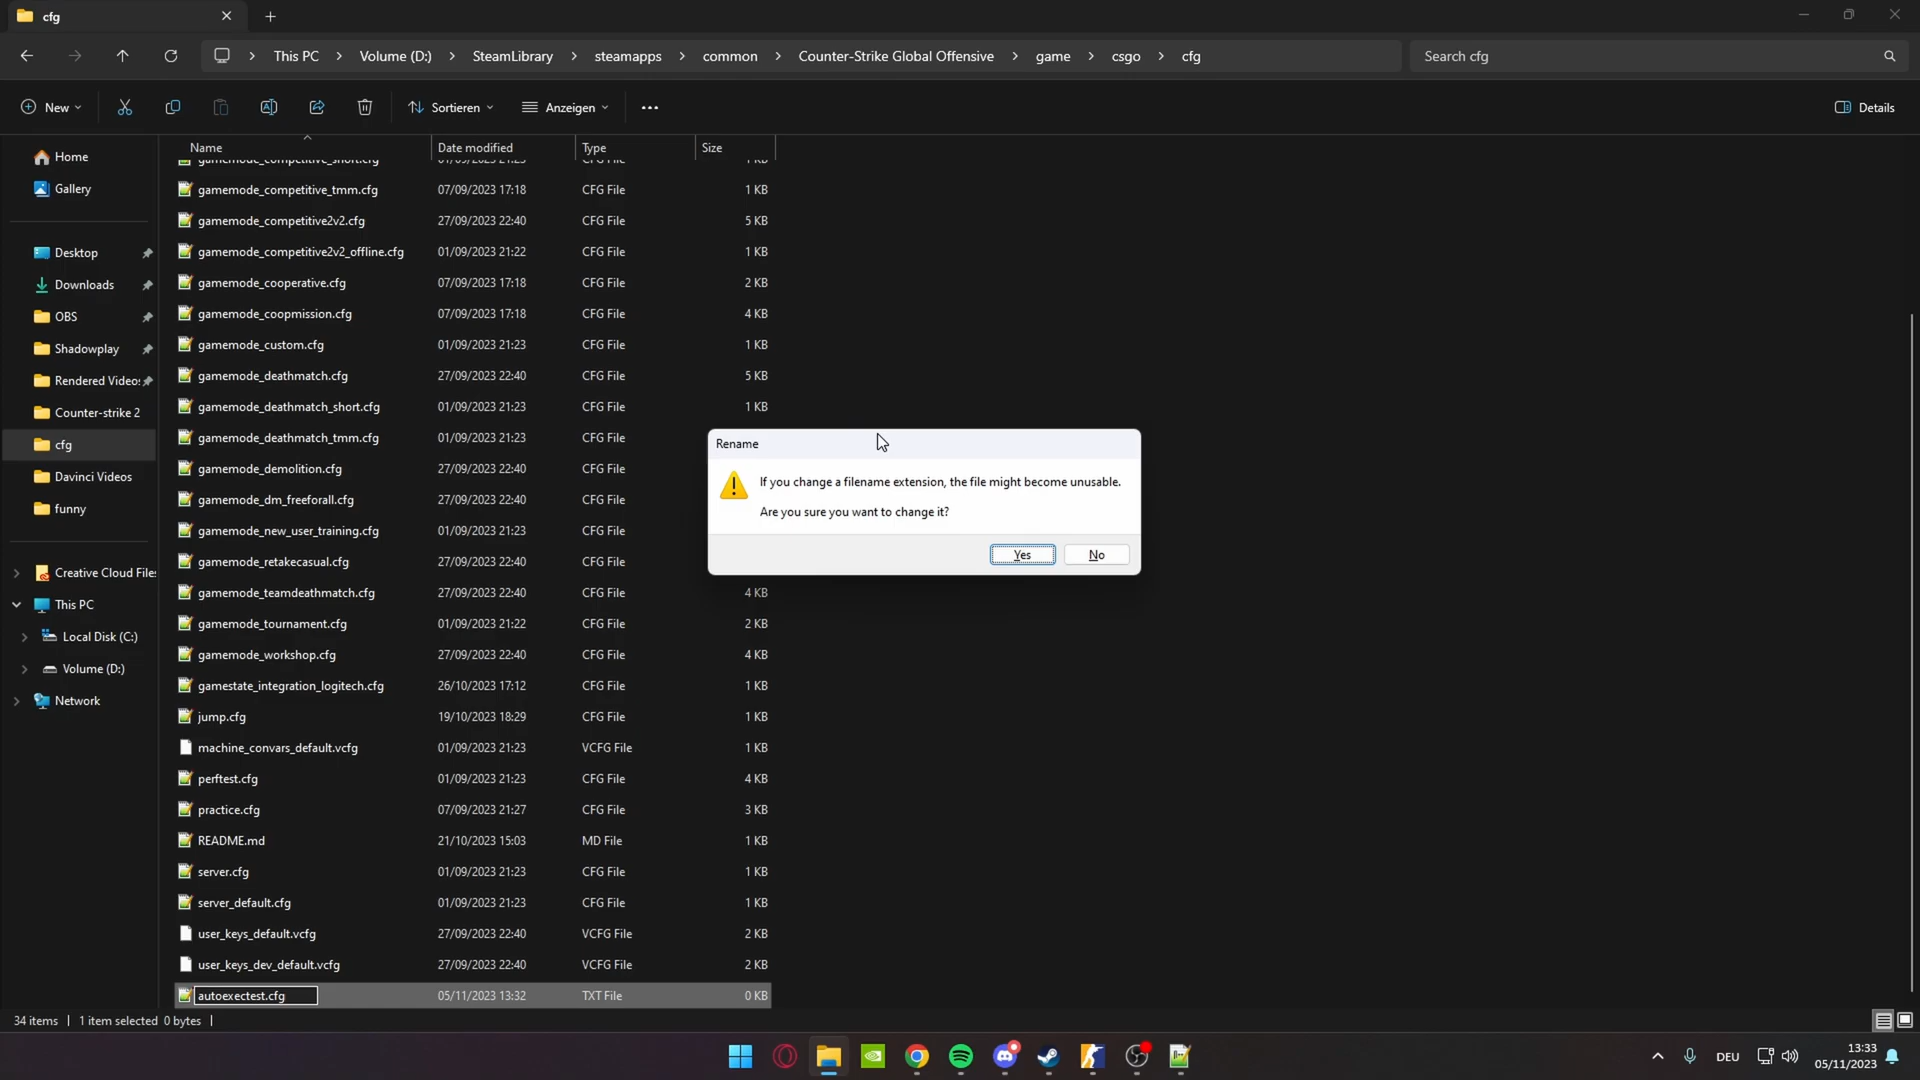 cfg
This PC > Volume (D:) > SteamLibrary > steamapps > common > Counter-Strike Global Offensive > game > csgo > cfg
Search cfg
New
Sortieren
Anzeigen
Details
Name Date modified Type Size
gamemode_competitive_short.cfg 01/09/2023 21:23 CFG File 1 KB
gamemode_competitive_tmm.cfg 07/09/2023 17:18 CFG File 1 KB
gamemode_competitive2v2.cfg 27/09/2023 22:40 CFG File 5 KB
gamemode_competitive2v2_offline.cfg 01/09/2023 21:22 CFG File 1 KB
gamemode_cooperative.cfg 07/09/2023 17:18 CFG File 2 KB
gamemode_coopmission.cfg 07/09/2023 17:18 CFG File 4 KB
gamemode_custom.cfg 01/09/2023 21:23 CFG File 1 KB
gamemode_deathmatch.cfg 27/09/2023 22:40 CFG File 5 KB
gamemode_deathmatch_short.cfg 01/09/2023 21:23 CFG File 1 KB
gamemode_deathmatch_tmm.cfg 01/09/2023 21:23 CFG File
gamemode_demolition.cfg 27/09/2023 22:40 CFG File
gamemode_dm_freeforall.cfg 27/09/2023 22:40 CFG File
gamemode_new_user_training.cfg 01/09/2023 21:23 CFG File
gamemode_retakecasual.cfg 27/09/2023 22:40 CFG File
gamemode_teamdeathmatch.cfg 27/09/2023 22:40 CFG File 4 KB
gamemode_tournament.cfg 01/09/2023 21:22 CFG File 2 KB
gamemode_workshop.cfg 27/09/2023 22:40 CFG File 4 KB
gamestate_integration_logitech.cfg 26/10/2023 17:12 CFG File 1 KB
jump.cfg 19/10/2023 18:29 CFG File 1 KB
machine_convars_default.vcfg 01/09/2023 21:23 VCFG File 1 KB
perftest.cfg 01/09/2023 21:23 CFG File 4 KB
practice.cfg 07/09/2023 21:27 CFG File 3 KB
README.md 21/10/2023 15:03 MD File 1 KB
server.cfg 01/09/2023 21:23 CFG File 1 KB
server_default.cfg 01/09/2023 21:23 CFG File 1 KB
user_keys_default.vcfg 27/09/2023 22:40 VCFG File 2 KB
user_keys_dev_default.vcfg 27/09/2023 22:40 VCFG File 2 KB
autoexectest.cfg 05/11/2023 13:32 TXT File 0 KB
Home
Gallery
Desktop
Downloads
OBS
Shadowplay
Rendered Videos
Counter-strike 2
cfg
Davinci Videos
funny
Creative Cloud Files
This PC
Local Disk (C:)
Volume (D:)
Network
Rename
If you change a filename extension, the file might become unusable.
Are you sure you want to change it?
Yes
No
34 items | 1 item selected 0 bytes |
DEU
13:33
05/11/2023